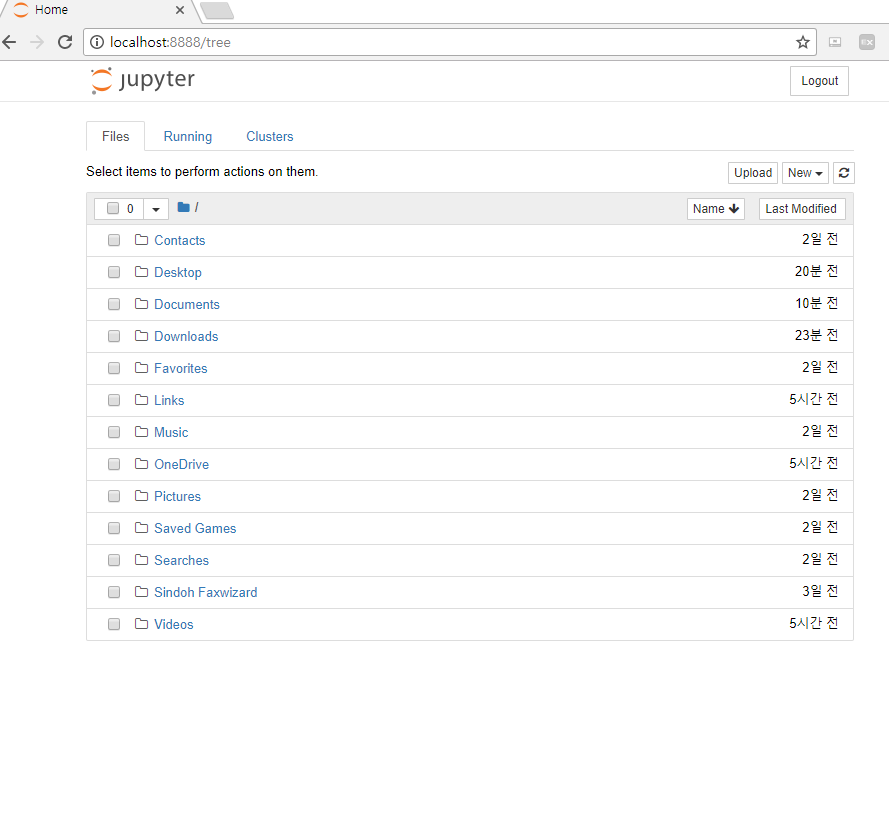 Home
localhost:8888/tree
jupyter
Logout
Files Running Clusters
Select items to perform actions on them.
Upload New
0 / Name Last Modified
Contacts 2일 전
Desktop 20분 전
Documents 10분 전
Downloads 23분 전
Favorites 2일 전
Links 5시간 전
Music 2일 전
OneDrive 5시간 전
Pictures 2일 전
Saved Games 2일 전
Searches 2일 전
Sindoh Faxwizard 3일 전
Videos 5시간 전